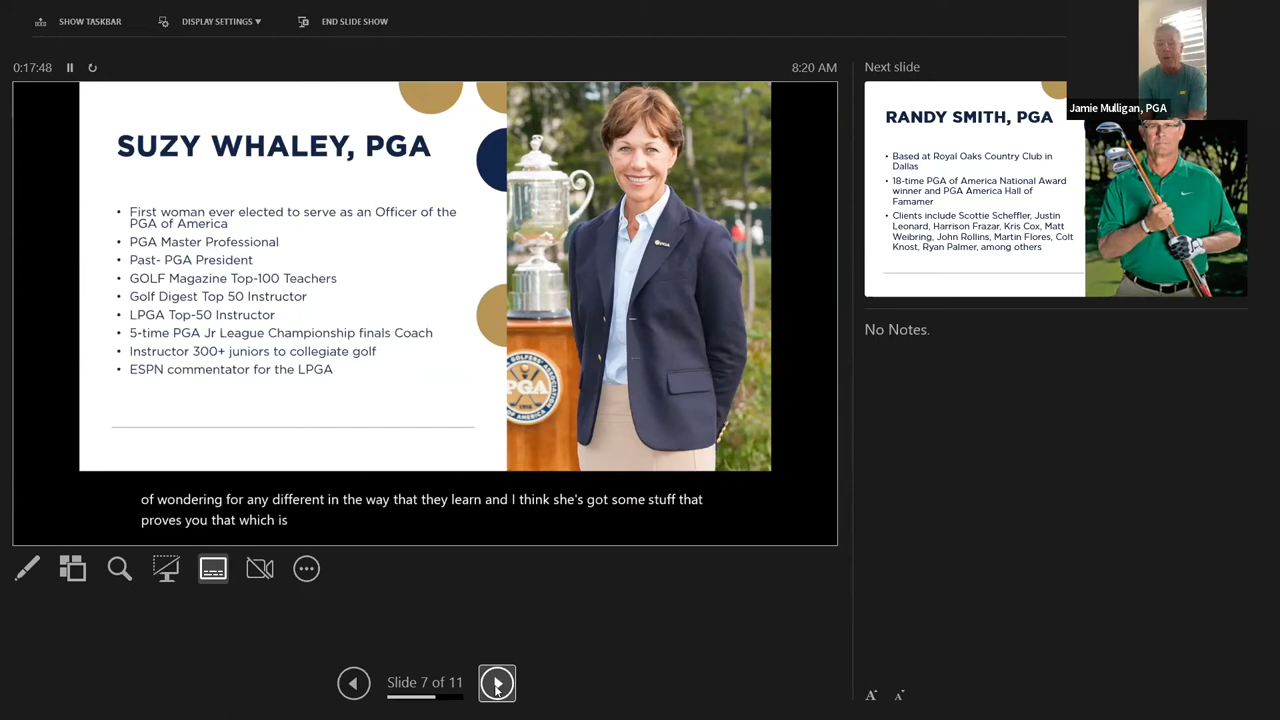 SHOW TASKBAR
DISPLAY SETTINGS
END SLIDE SHOW
0:17:48
8:20 AM
SUZY WHALEY, PGA
• First woman ever elected to serve as an Officer of the
PGA of America
• PGA Master Professional
• Past- PGA President
• GOLF Magazine Top-100 Teachers
• Golf Digest Top 50 Instructor
• LPGA Top-50 Instructor
• 5-time PGA Jr League Championship finals Coach
• Instructor 300+ juniors to collegiate golf
• ESPN commentator for the LPGA
PGA
of wondering for any different in the way that they learn and I think she's got some stuff that
proves you that which is
Slide 7 of 11
Next slide
Jamie Mulligan, PGA
RANDY SMITH, PGA
• Based at Royal Oaks Country Club in
Dallas
• 18-time PGA of America National Award
winner and PGA America Hall of
Famamer
• Clients include Scottie Scheffler, Justin
Leonard, Harrison Frazar, Kris Cox, Matt
Weibring, John Rollins, Martin Flores, Colt
Knost, Ryan Palmer, among others
No Notes.
A A